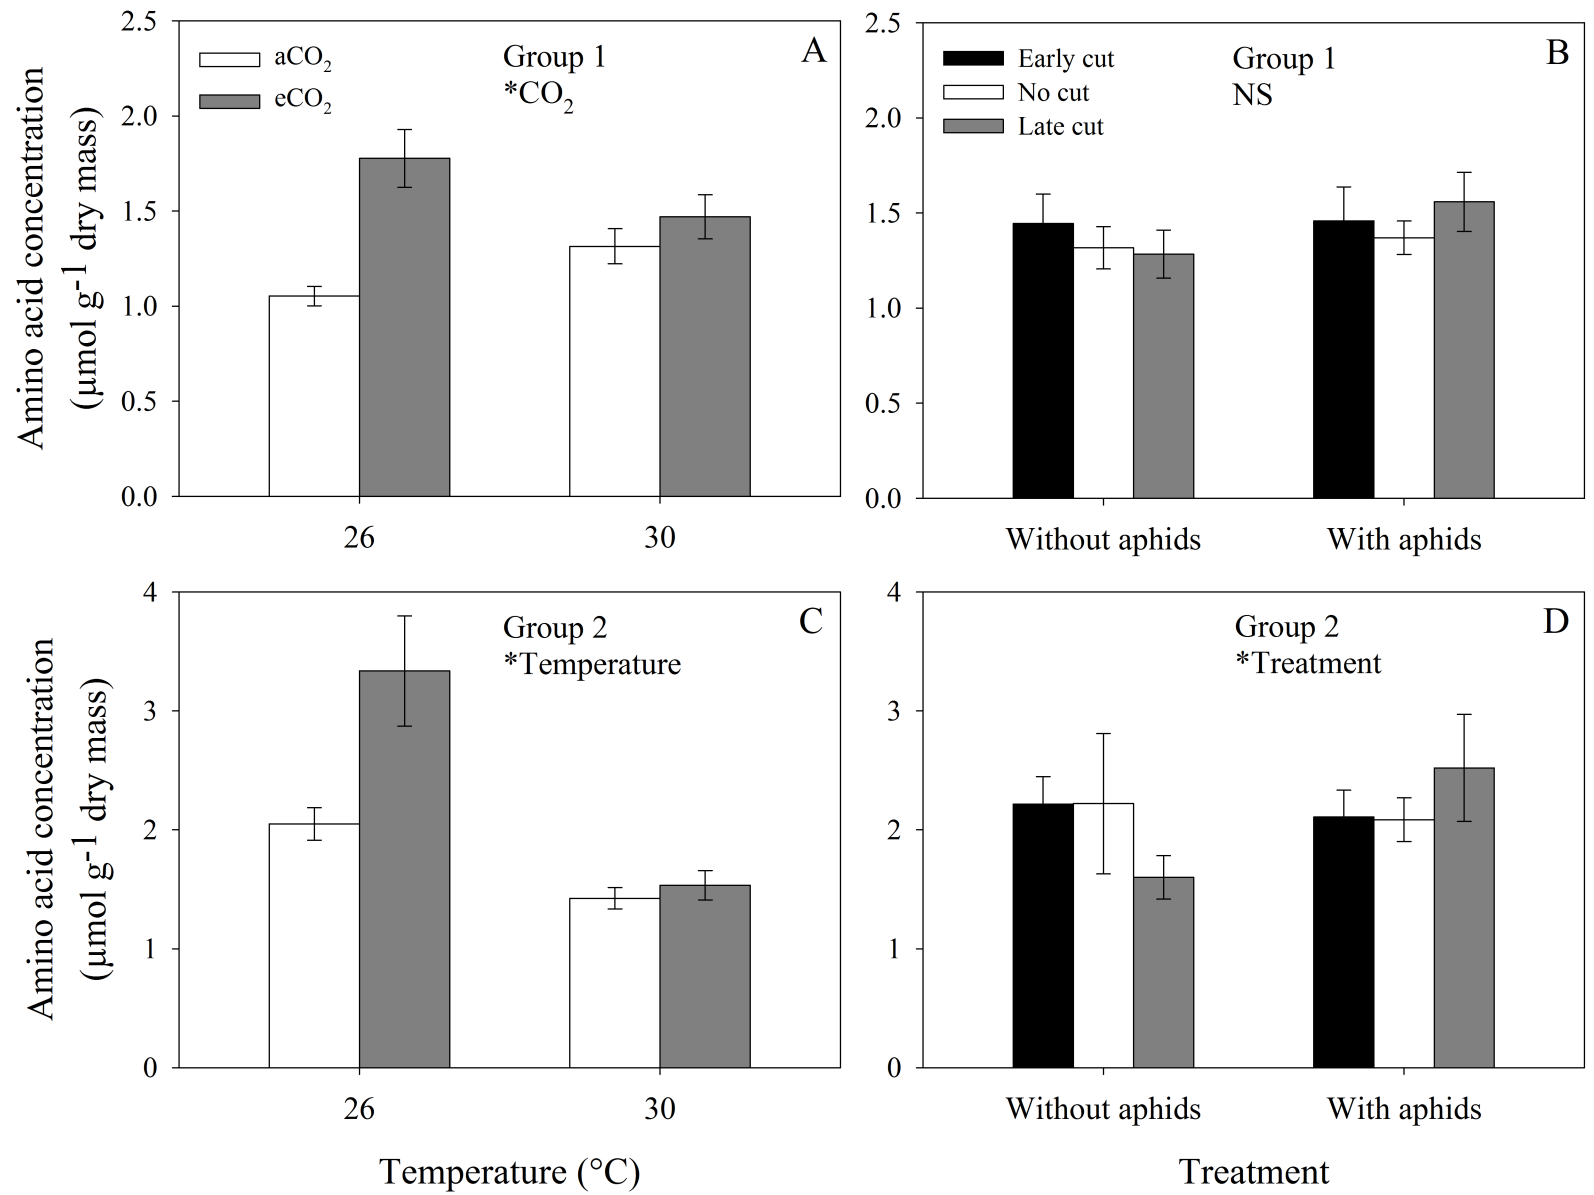 Amino acid concentration
(µmol g-1 dry mass)
2.5
2.0
1.5
1.0
0.5
0.0
aCO2
eCO2
Group 1
*CO2
A
26
30
2.5
2.0
1.5
1.0
0.5
0.0
Early cut
No cut
Late cut
Group 1
NS
B
Without aphids
With aphids
Amino acid concentration
(µmol g-1 dry mass)
4
3
2
1
0
Group 2
*Temperature
C
26
30
Temperature (°C)
4
3
2
1
0
Group 2
*Treatment
D
Without aphids
With aphids
Treatment